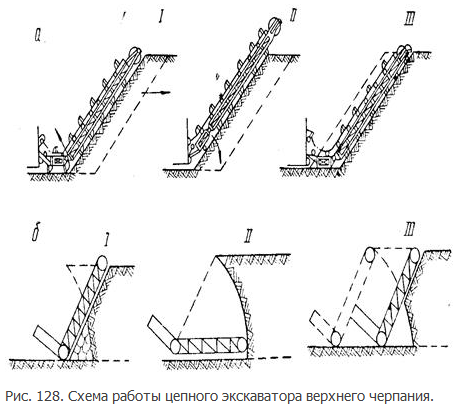 а I II III
б I II III
Рис. 128. Схема работы цепного экскаватора верхнего черпания.